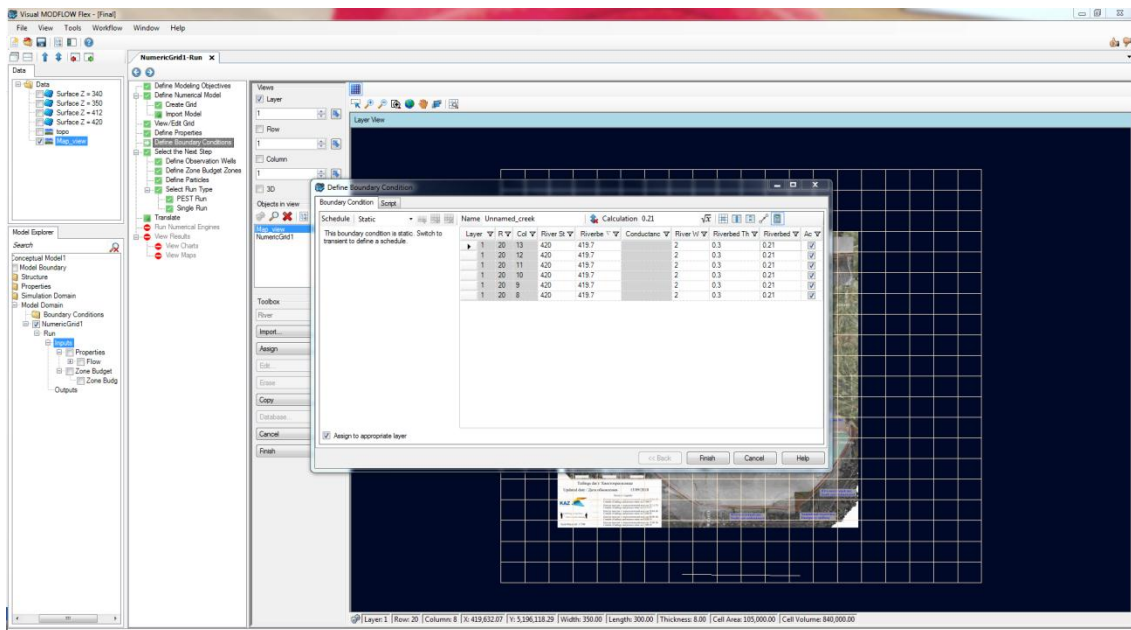 Visual MODFLOW Flex - [Final]
File View Tools Workflow Window Help
NumericGrid1-Run X
Data
Data
Surface Z = 340
Surface Z = 350
Surface Z = 412
Surface Z = 420
topo
Map_view
Model Explorer
Search
Conceptual Model1
Model Boundary
Structure
Properties
Simulation Domain
Model Domain
Boundary Conditions
NumericGrid1
Run
Inputs
Properties
Flow
Zone Budget
Zone Budg
Outputs
Define Modeling Objectives
Define Numerical Model
Create Grid
Import Model
View/Edit Grid
Define Properties
Define Boundary Conditions
Select the Next Step
Define Observation Wells
Define Zone Budget Zones
Define Particles
Select Run Type
PEST Run
Single Run
Translate
Run Numerical Engines
View Results
View Charts
View Maps
Views
Layer
1
Row
1
Column
1
3D
Objects in view
Map_view
NumericGrid1
Toolbox
River
Import...
Assign
Edit...
Erase
Copy
Database...
Cancel
Finish
Layer View
Define Boundary Condition
Boundary Condition Script
Schedule Static Name Unnamed_creek Calculation 0.21
This boundary condition is static. Switch to
transient to define a schedule.
Layer R Col River St Riverbe Conductanc River W Riverbed Th Riverbed Ac
1 20 13 420 419.7 2 0.3 0.21
1 20 12 420 419.7 2 0.3 0.21
1 20 11 420 419.7 2 0.3 0.21
1 20 10 420 419.7 2 0.3 0.21
1 20 9 420 419.7 2 0.3 0.21
1 20 8 420 419.7 2 0.3 0.21
Assign to appropriate layer
<< Back Finish Cancel Help
KAZ
Layer: 1 Row: 20 Column: 8 X: 419,632.07 Y: 5,196,118.29 Width: 350.00 Length: 300.00 Thickness: 8.00 Cell Area: 105,000.00 Cell Volume: 840,000.00